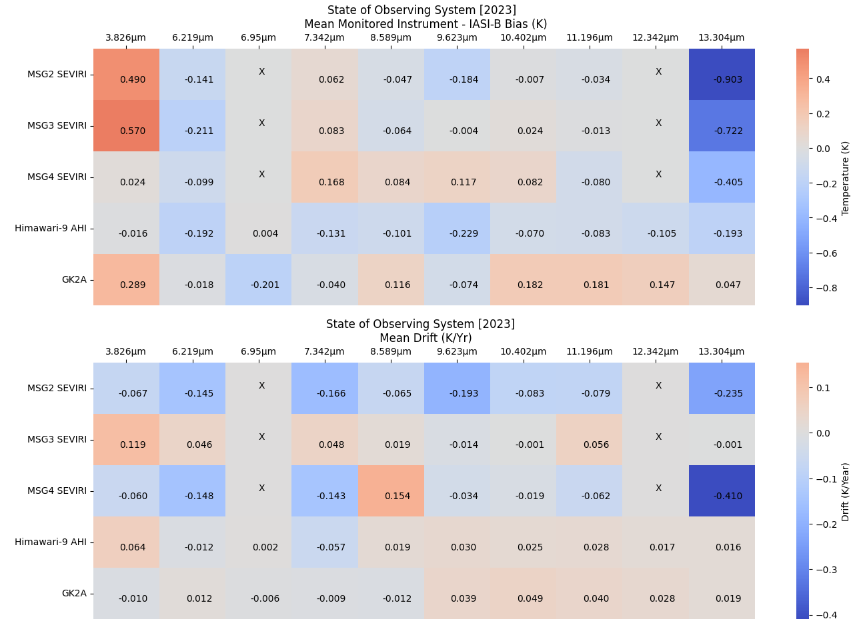 State of Observing System [2023]
Mean Monitored Instrument - IASI-B Bias (K)
3.826μm 6.219μm 6.95μm 7.342μm 8.589μm 9.623μm 10.402μm 11.196μm 12.342μm 13.304μm
MSG2 SEVIRI 0.490 -0.141 X 0.062 -0.047 -0.184 -0.007 -0.034 X -0.903
MSG3 SEVIRI 0.570 -0.211 X 0.083 -0.064 -0.004 0.024 -0.013 X -0.722
MSG4 SEVIRI 0.024 -0.099 X 0.168 0.084 0.117 0.082 -0.080 X -0.405
Himawari-9 AHI -0.016 -0.192 0.004 -0.131 -0.101 -0.229 -0.070 -0.083 -0.105 -0.193
GK2A 0.289 -0.018 -0.201 -0.040 0.116 -0.074 0.182 0.181 0.147 0.047
0.4
0.2
0.0
−0.2
−0.4
−0.6
−0.8
Temperature (K)
State of Observing System [2023]
Mean Drift (K/Yr)
3.826μm 6.219μm 6.95μm 7.342μm 8.589μm 9.623μm 10.402μm 11.196μm 12.342μm 13.304μm
MSG2 SEVIRI -0.067 -0.145 X -0.166 -0.065 -0.193 -0.083 -0.079 X -0.235
MSG3 SEVIRI 0.119 0.046 X 0.048 0.019 -0.014 -0.001 0.056 X -0.001
MSG4 SEVIRI -0.060 -0.148 X -0.143 0.154 -0.034 -0.019 -0.062 X -0.410
Himawari-9 AHI 0.064 -0.012 0.002 -0.057 0.019 0.030 0.025 0.028 0.017 0.016
GK2A -0.010 0.012 -0.006 -0.009 -0.012 0.039 0.049 0.040 0.028 0.019
0.1
0.0
−0.1
−0.2
−0.3
−0.4
Drift (K/Year)